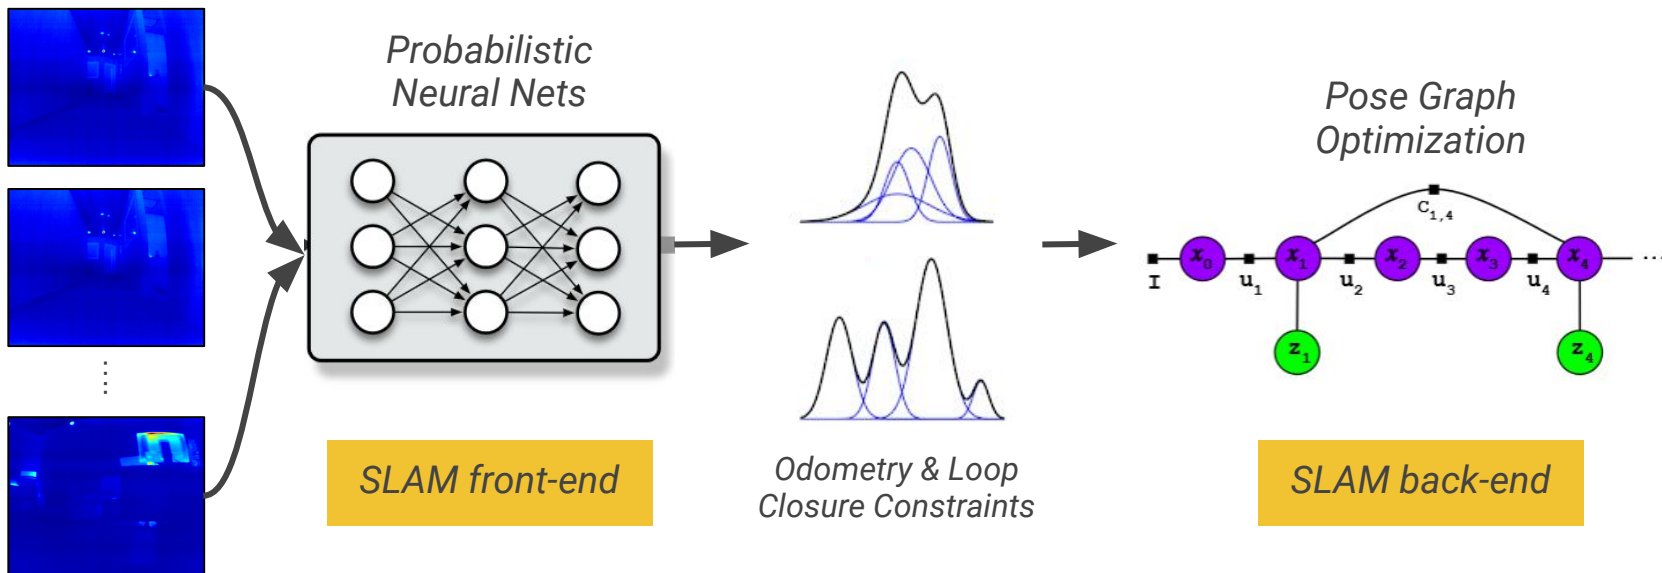 Probabilistic
Neural Nets
SLAM front-end
Odometry & Loop
Closure Constraints
Pose Graph
Optimization
C1,4
I
x0
u1
x1
u2
x2
u3
x3
u4
x4
...
z1
z4
SLAM back-end